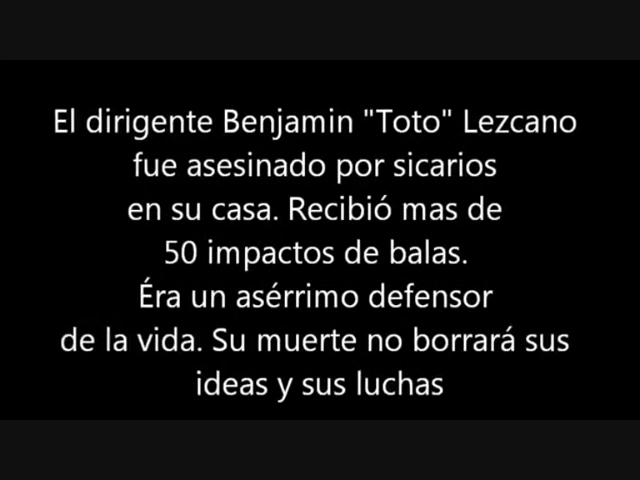 El dirigente Benjamin "Toto" Lezcano
fue asesinado por sicarios
en su casa. Recibió mas de
50 impactos de balas.
Éra un asérrimo defensor
de la vida. Su muerte no borrará sus
ideas y sus luchas